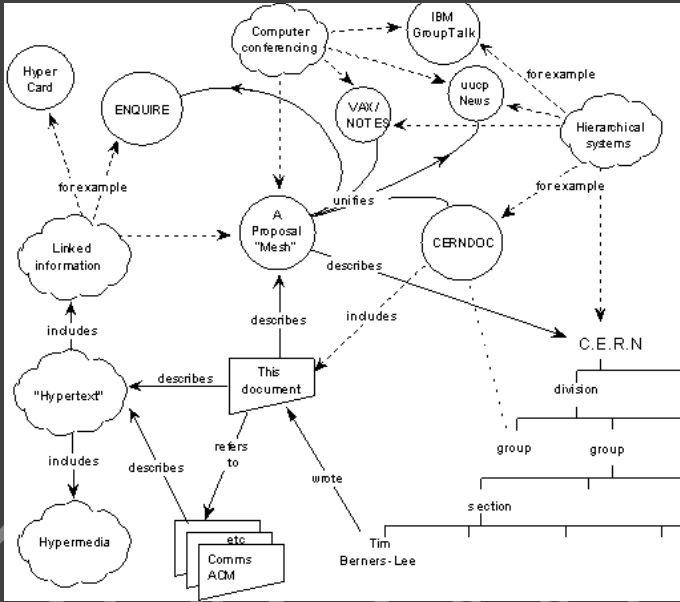 IBM
GroupTalk
Computer
conferencing
Hyper
Card
ENQUIRE
VAX/
NOTES
uucp
News
for example
Hierarchical
systems
for example
unifies
A
Proposal
"Mesh"
CERNDOC
for example
Linked
information
describes
includes
describes
includes
C.E.R.N
This
document
describes
"Hypertext"
division
includes
describes
refers
to
group
group
wrote
section
Hypermedia
etc
Comms
ACM
Tim
Berners-Lee